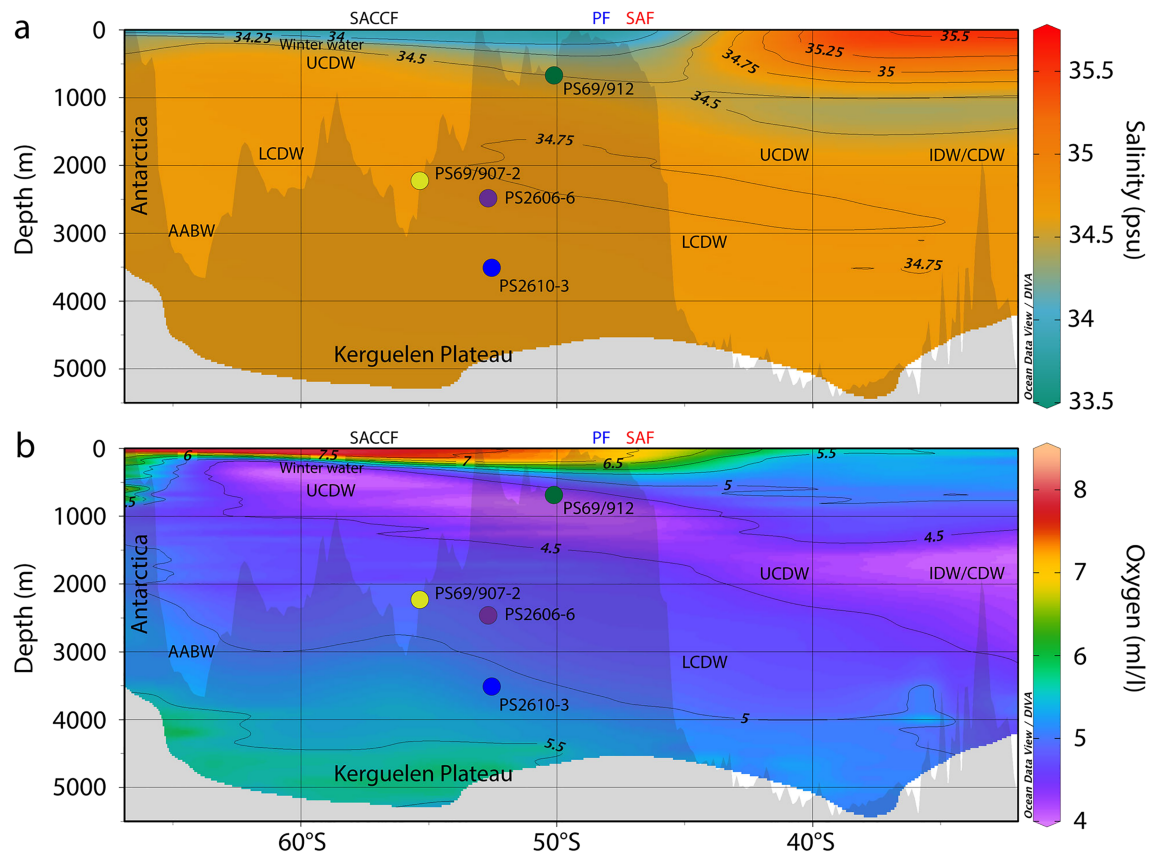 a
SACCF PF SAF
0
1000
2000
3000
4000
5000
Depth (m)
Antarctica
34.25
34
Winter water
UCDW
34.5
34.75
35.25
35.5
35
34.5
PS69/912
LCDW
34.75
UCDW
IDW/CDW
PS69/907-2
PS2606-6
AABW
LCDW
34.75
PS2610-3
Kerguelen Plateau
Ocean Data View / DIVA
35.5
35
34.5
34
33.5
Salinity (psu)
b
SACCF PF SAF
0
1000
2000
3000
4000
5000
Depth (m)
Antarctica
6
7.5
7
6.5
5.5
Winter water
UCDW
.5
5
PS69/912
4.5
4.5
UCDW
IDW/CDW
PS69/907-2
PS2606-6
AABW
LCDW
PS2610-3
5
5.5
Kerguelen Plateau
Ocean Data View / DIVA
8
7
6
5
4
Oxygen (ml/l)
60°S 50°S 40°S